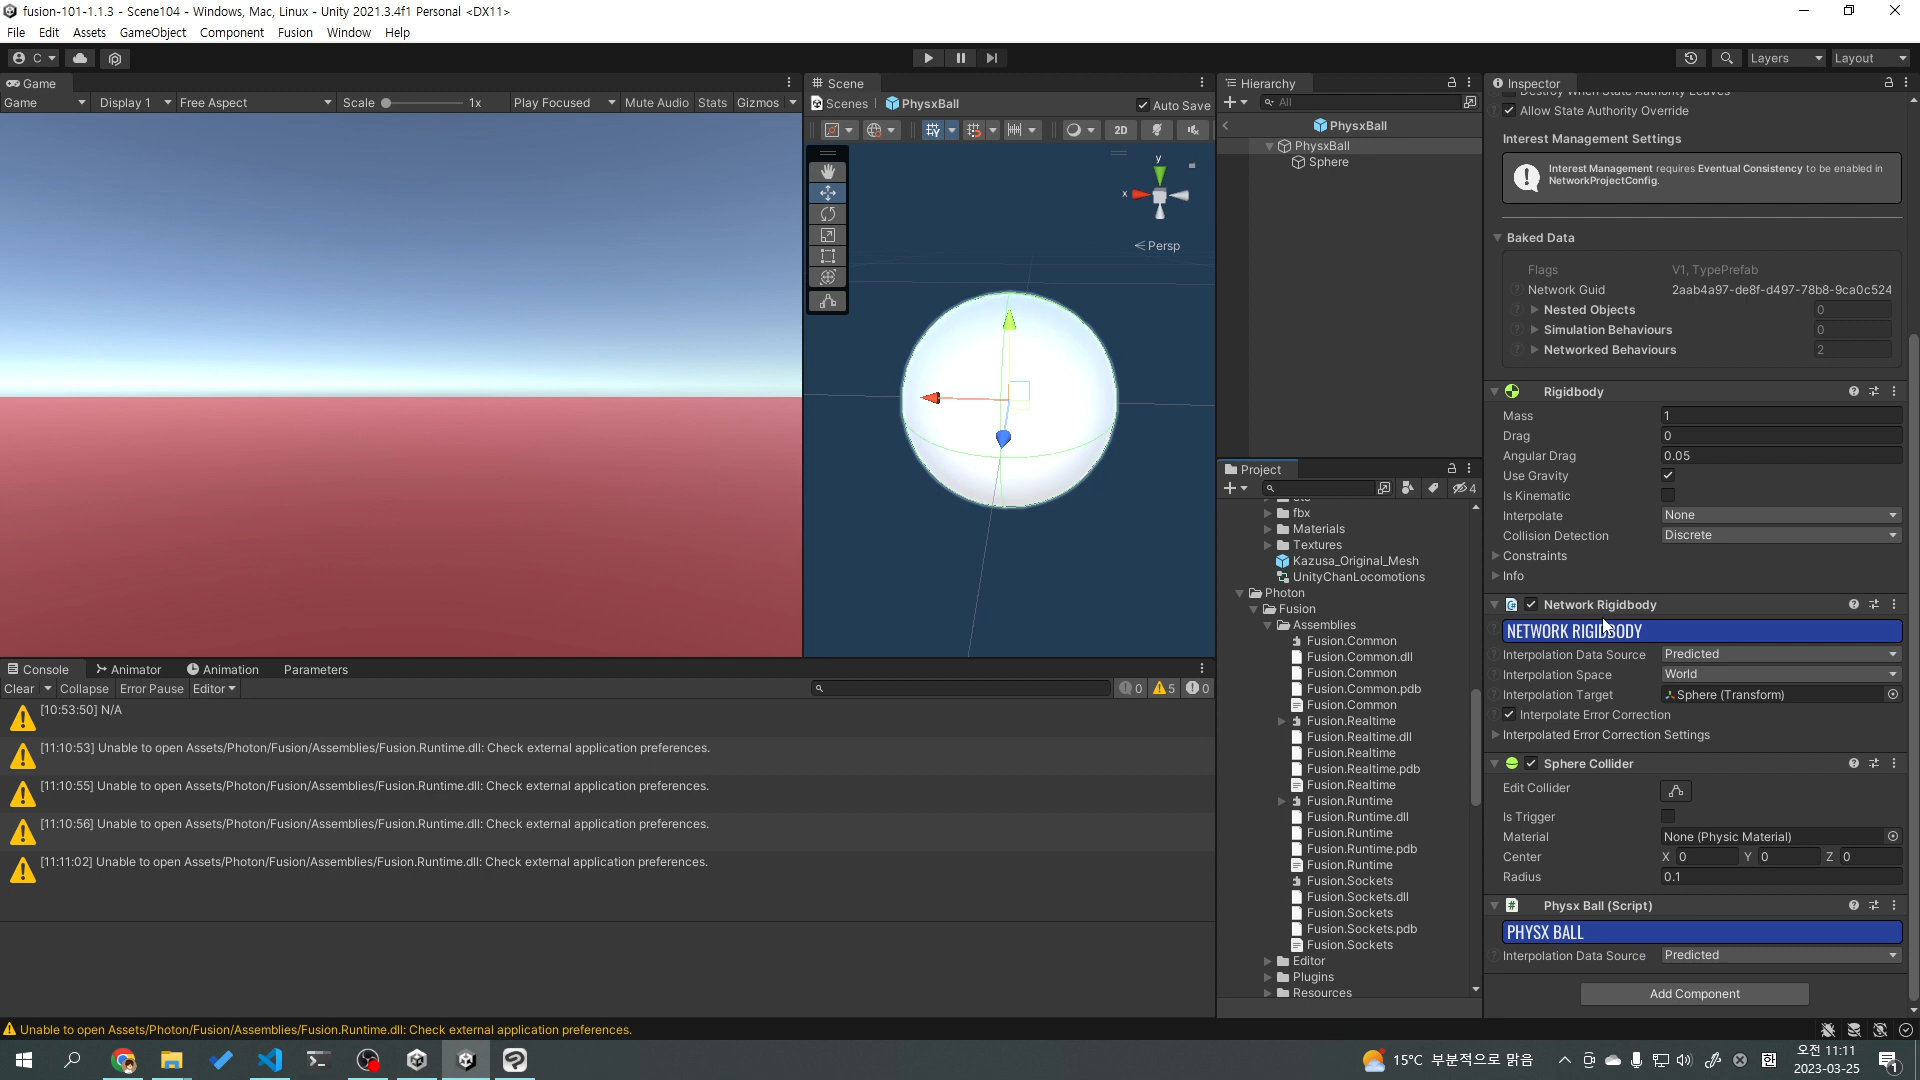 fusion-101-1.1.3 - Scene104 - Windows, Mac, Linux - Unity 2021.3.4f1 Personal <DX11>
File Edit Assets GameObject Component Fusion Window Help
C Layers Layout
Game
Game Display 1 Free Aspect Scale 1x Play Focused Mute Audio Stats Gizmos
Scene
Scenes PhysxBall Auto Save
2D
y
x
Persp
Hierarchy
All
PhysxBall
PhysxBall
Sphere
Project
4
fbx
Materials
Textures
Kazusa_Original_Mesh
UnityChanLocomotions
Photon
Fusion
Assemblies
Fusion.Common
Fusion.Common.dll
Fusion.Common
Fusion.Common.pdb
Fusion.Common
Fusion.Realtime
Fusion.Realtime.dll
Fusion.Realtime
Fusion.Realtime.pdb
Fusion.Realtime
Fusion.Runtime
Fusion.Runtime.dll
Fusion.Runtime
Fusion.Runtime.pdb
Fusion.Runtime
Fusion.Sockets
Fusion.Sockets.dll
Fusion.Sockets
Fusion.Sockets.pdb
Fusion.Sockets
Editor
Plugins
Resources
Inspector
Destroy When State Authority Leaves
Allow State Authority Override
Interest Management Settings
Interest Management requires Eventual Consistency to be enabled in
NetworkProjectConfig.
Baked Data
Flags V1, TypePrefab
Network Guid 2aab4a97-de8f-d497-78b8-9ca0c524
Nested Objects 0
Simulation Behaviours 0
Networked Behaviours 2
Rigidbody
Mass 1
Drag 0
Angular Drag 0.05
Use Gravity
Is Kinematic
Interpolate None
Collision Detection Discrete
Constraints
Info
Network Rigidbody
NETWORK RIGIDBODY
Interpolation Data Source Predicted
Interpolation Space World
Interpolation Target Sphere (Transform)
Interpolate Error Correction
Interpolated Error Correction Settings
Sphere Collider
Edit Collider
Is Trigger
Material None (Physic Material)
Center X 0 Y 0 Z 0
Radius 0.1
Physx Ball (Script)
PHYSX BALL
Interpolation Data Source Predicted
Add Component
Console Animator Animation Parameters
Clear Collapse Error Pause Editor 0 5 0
[10:53:50] N/A
[11:10:53] Unable to open Assets/Photon/Fusion/Assemblies/Fusion.Runtime.dll: Check external application preferences.
[11:10:55] Unable to open Assets/Photon/Fusion/Assemblies/Fusion.Runtime.dll: Check external application preferences.
[11:10:56] Unable to open Assets/Photon/Fusion/Assemblies/Fusion.Runtime.dll: Check external application preferences.
[11:11:02] Unable to open Assets/Photon/Fusion/Assemblies/Fusion.Runtime.dll: Check external application preferences.
Unable to open Assets/Photon/Fusion/Assemblies/Fusion.Runtime.dll: Check external application preferences.
15°C 부분적으로 맑음
오전 11:11
2023-03-25
1